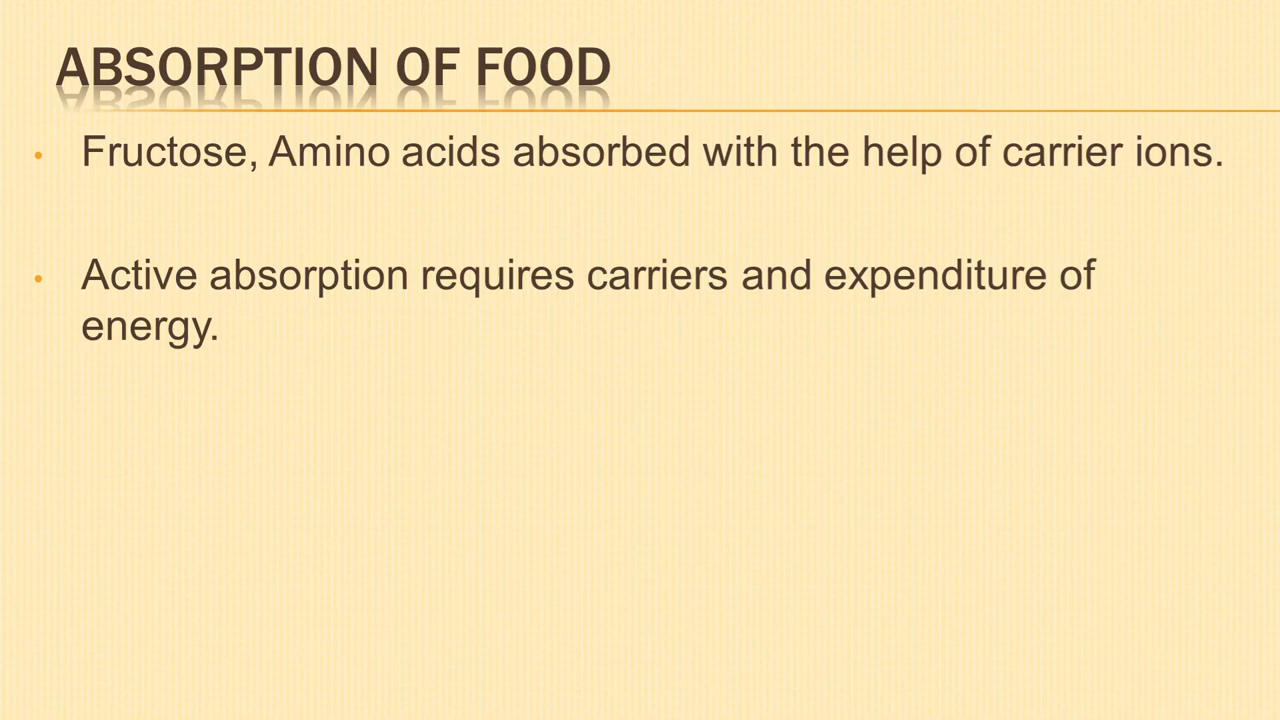 ABSORPTION OF FOOD
• Fructose, Amino acids absorbed with the help of carrier ions.
• Active absorption requires carriers and expenditure of
energy.